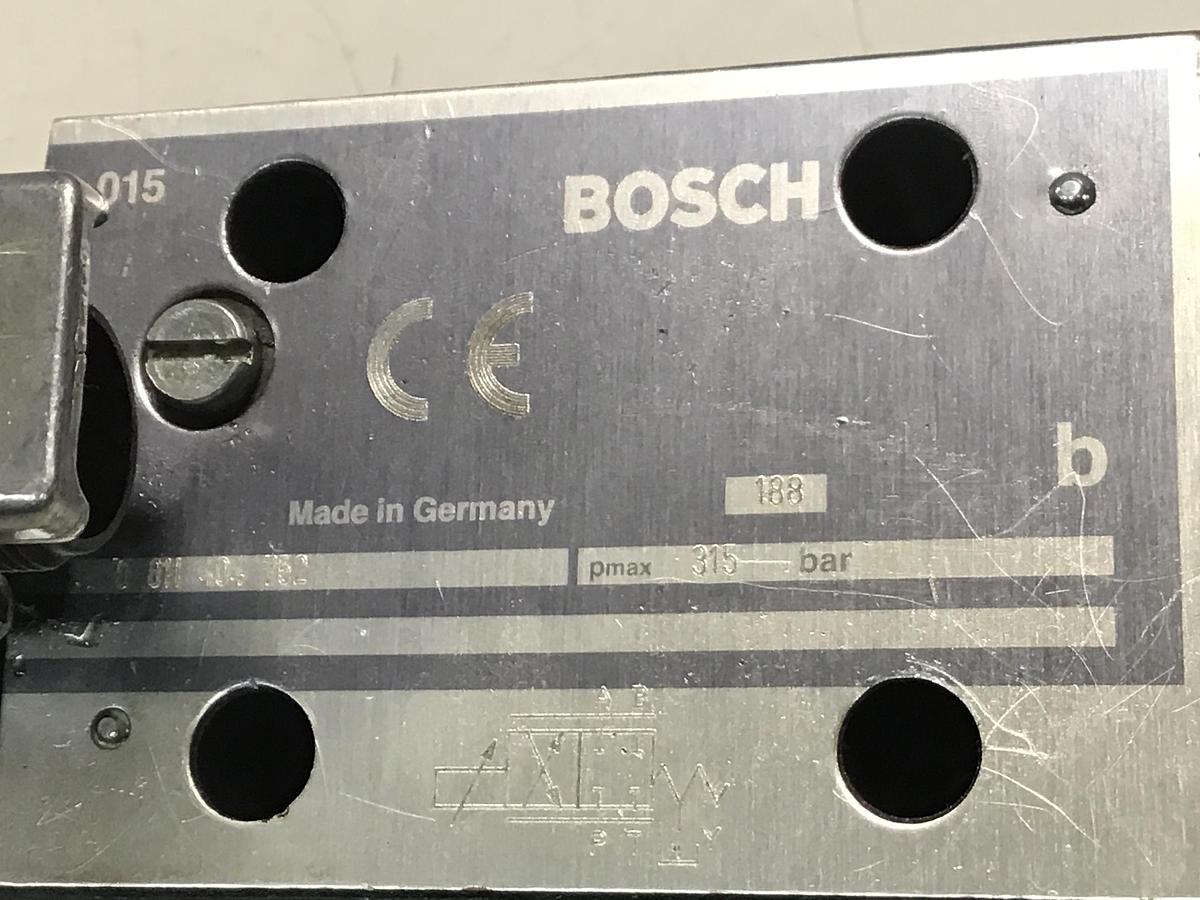 015
BOSCH
CE
b
188
Made in Germany
pmax 315 bar
A B
P T Y